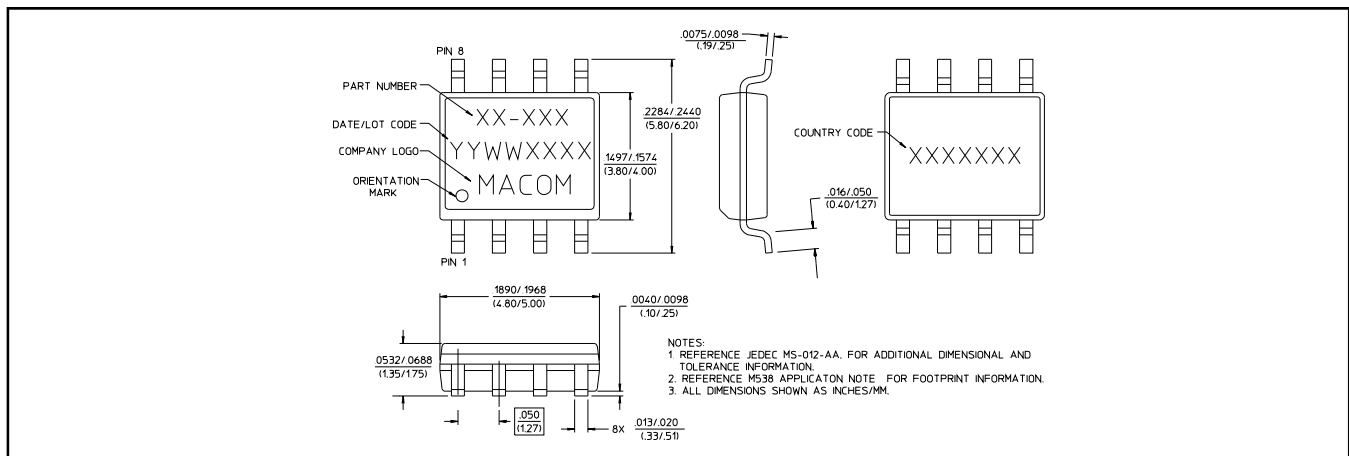 PIN 8
PART NUMBER
XX-XXX
DATE/LOT CODE
YYWWXXXX
COMPANY LOGO
MACOM
ORIENTATION
MARK
PIN 1
.2284/.2440
(5.80/6.20)
.1497/.1574
(3.80/4.00)
.0075/.0098
(.19/.25)
.016/.050
(0.40/1.27)
COUNTRY CODE
XXXXXXX
.1890/.1968
(4.80/5.00)
.0040/.0098
(.10/.25)
.0532/.0688
(1.35/1.75)
.050
(1.27)
8X
.013/.020
(.33/.51)
NOTES:
1. REFERENCE JEDEC MS-012-AA, FOR ADDITIONAL DIMENSIONAL AND
TOLERANCE INFORMATION.
2. REFERENCE M538 APPLICATON NOTE FOR FOOTPRINT INFORMATION.
3. ALL DIMENSIONS SHOWN AS INCHES/MM.